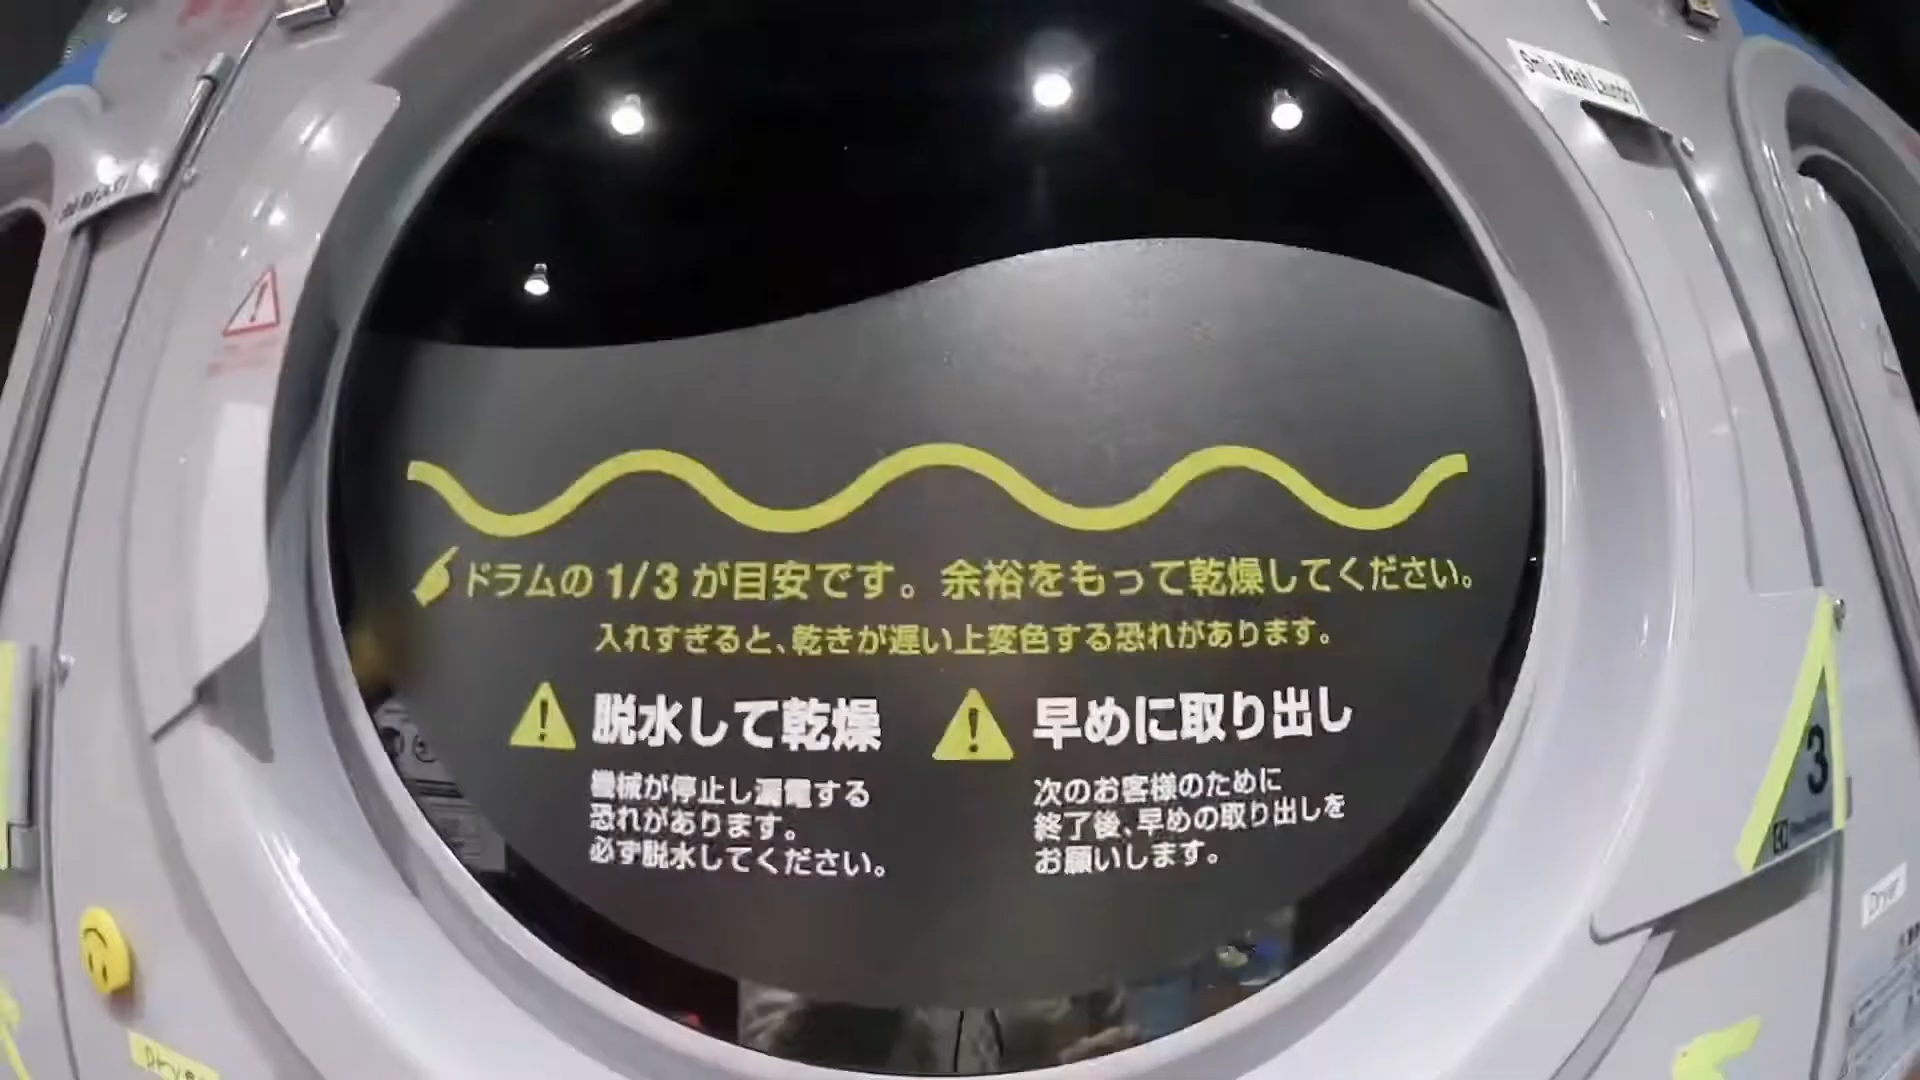 Smile Wash Laundry
ドラムの 1/3 が目安です。余裕をもって乾燥してください。
入れすぎると、乾きが遅い上変色する恐れがあります。
脱水して乾燥
機械が停止し漏電する
恐れがあります。
必ず脱水してください。
早めに取り出し
次のお客様のために
終了後、早めの取り出しを
お願いします。
3
Dryer
Dryer